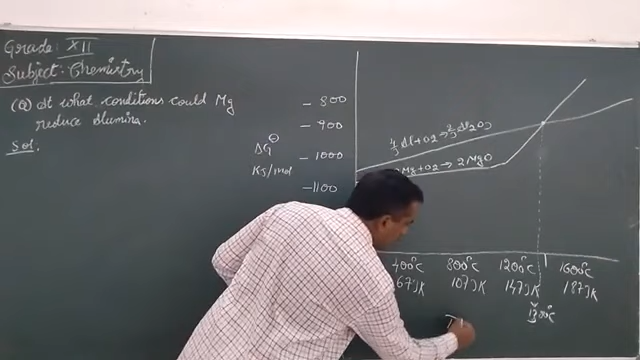 Grade: XII
Subject: Chemistry
(Q) At what conditions could Mg
reduce Alumina.
Sol:
- 800
- 900
- 1000
- 1100
ΔG⊖
KJ/mol
4/3 Al + O2 → 2/3 Al2O3
Mg + O2 → 2MgO
400°C 800°C 1200°C 1600°C
1073K 1473K 1873K
T